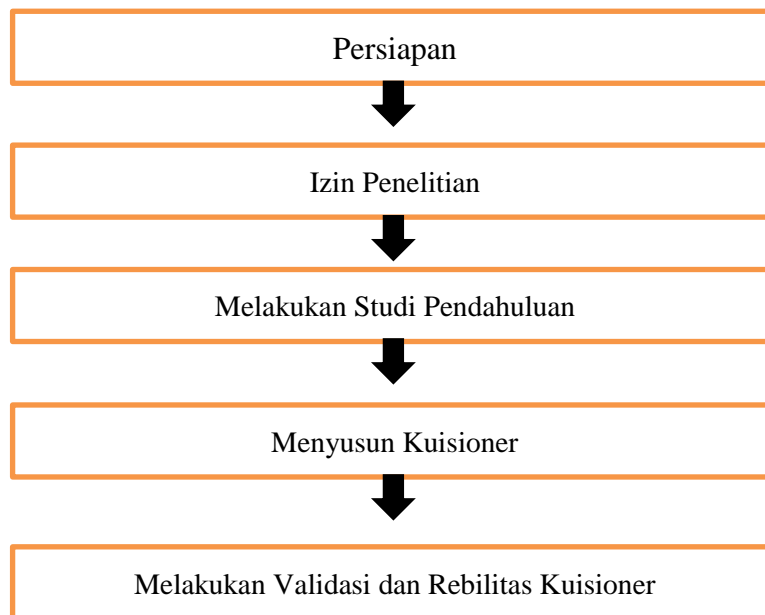 Persiapan
Izin Penelitian
Melakukan Studi Pendahuluan
Menyusun Kuisioner
Melakukan Validasi dan Rebilitas Kuisioner